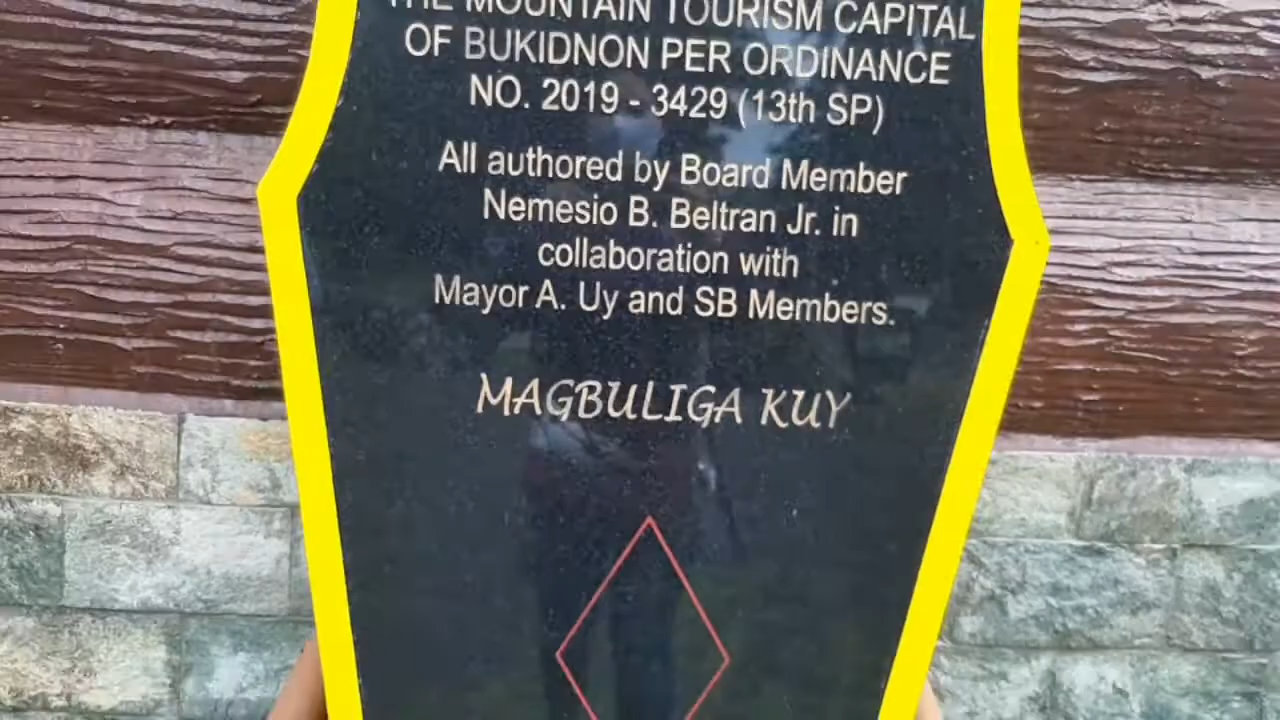 THE MOUNTAIN TOURISM CAPITAL
OF BUKIDNON PER ORDINANCE
NO. 2019 - 3429 (13th SP)
All authored by Board Member
Nemesio B. Beltran Jr. in
collaboration with
Mayor A. Uy and SB Members.
MAGBULIGA KUY